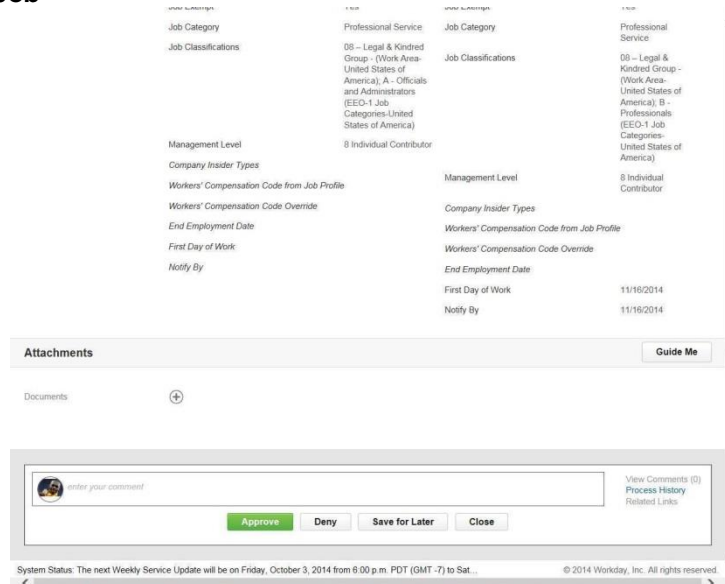 Job Exempt Yes Job Exempt Yes
Job Category Professional Service Job Category Professional
Service
Job Classifications 08 – Legal & Kindred
Group - (Work Area-
United States of
America); A - Officials
and Administrators
(EEO-1 Job
Categories-United
States of America)
Job Classifications 08 – Legal &
Kindred Group -
(Work Area-
United States of
America); B -
Professionals
(EEO-1 Job
Categories-
United States of
America)
Management Level 8 Individual Contributor
Company Insider Types
Workers' Compensation Code from Job Profile
Workers' Compensation Code Override
End Employment Date
First Day of Work
Notify By
Management Level 8 Individual
Contributor
Company Insider Types
Workers' Compensation Code from Job Profile
Workers' Compensation Code Override
End Employment Date
First Day of Work 11/16/2014
Notify By 11/16/2014
Attachments Guide Me
Documents
enter your comment
View Comments (0)
Process History
Related Links
Approve Deny Save for Later Close
System Status: The next Weekly Service Update will be on Friday, October 3, 2014 from 6:00 p.m. PDT (GMT -7) to Sat... © 2014 Workday, Inc. All rights reserved.